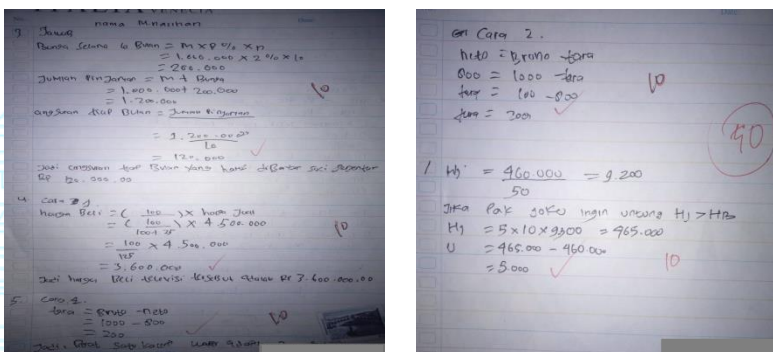 3. Jawab
Bunga Selama 10 Bulan = M x P % x n
= 1.000.000 x 2 % x 10
= 200.000
Jumlah Pinjaman = M + Bunga
= 1.000.000 + 200.000
= 1.200.000
10
angsuran tiap Bulan = Jumlah Pinjaman
= 1.200.000
10
= 120.000
Jadi angsuran tiap Bulan yang harus diBayar Suci Sebesar
Rp 120.000.00
4. Cara
harga Beli = ( 100 ) x harga Jual
= ( 100 ) x 4.500.000
100 + 25
10
= 100 x 4.500.000
125
= 3.600.000
Jadi harga Beli televisi tersebut adalah Rp 3.600.000.00
5. Cara 1.
tara = Bruto - neto
= 1000 - 800
= 200
10
Cara 2.
neto = Bruto - tara
800 = 1000 - tara
tara = 100 - 800
tara = 200
10
40
1 Hj = 460.000 = 9.200
50
Jika Pak Joko ingin untung Hj > HB
Hj = 5 x 10 x 9300 = 465.000
U = 465.000 - 460.000
= 5.000
10